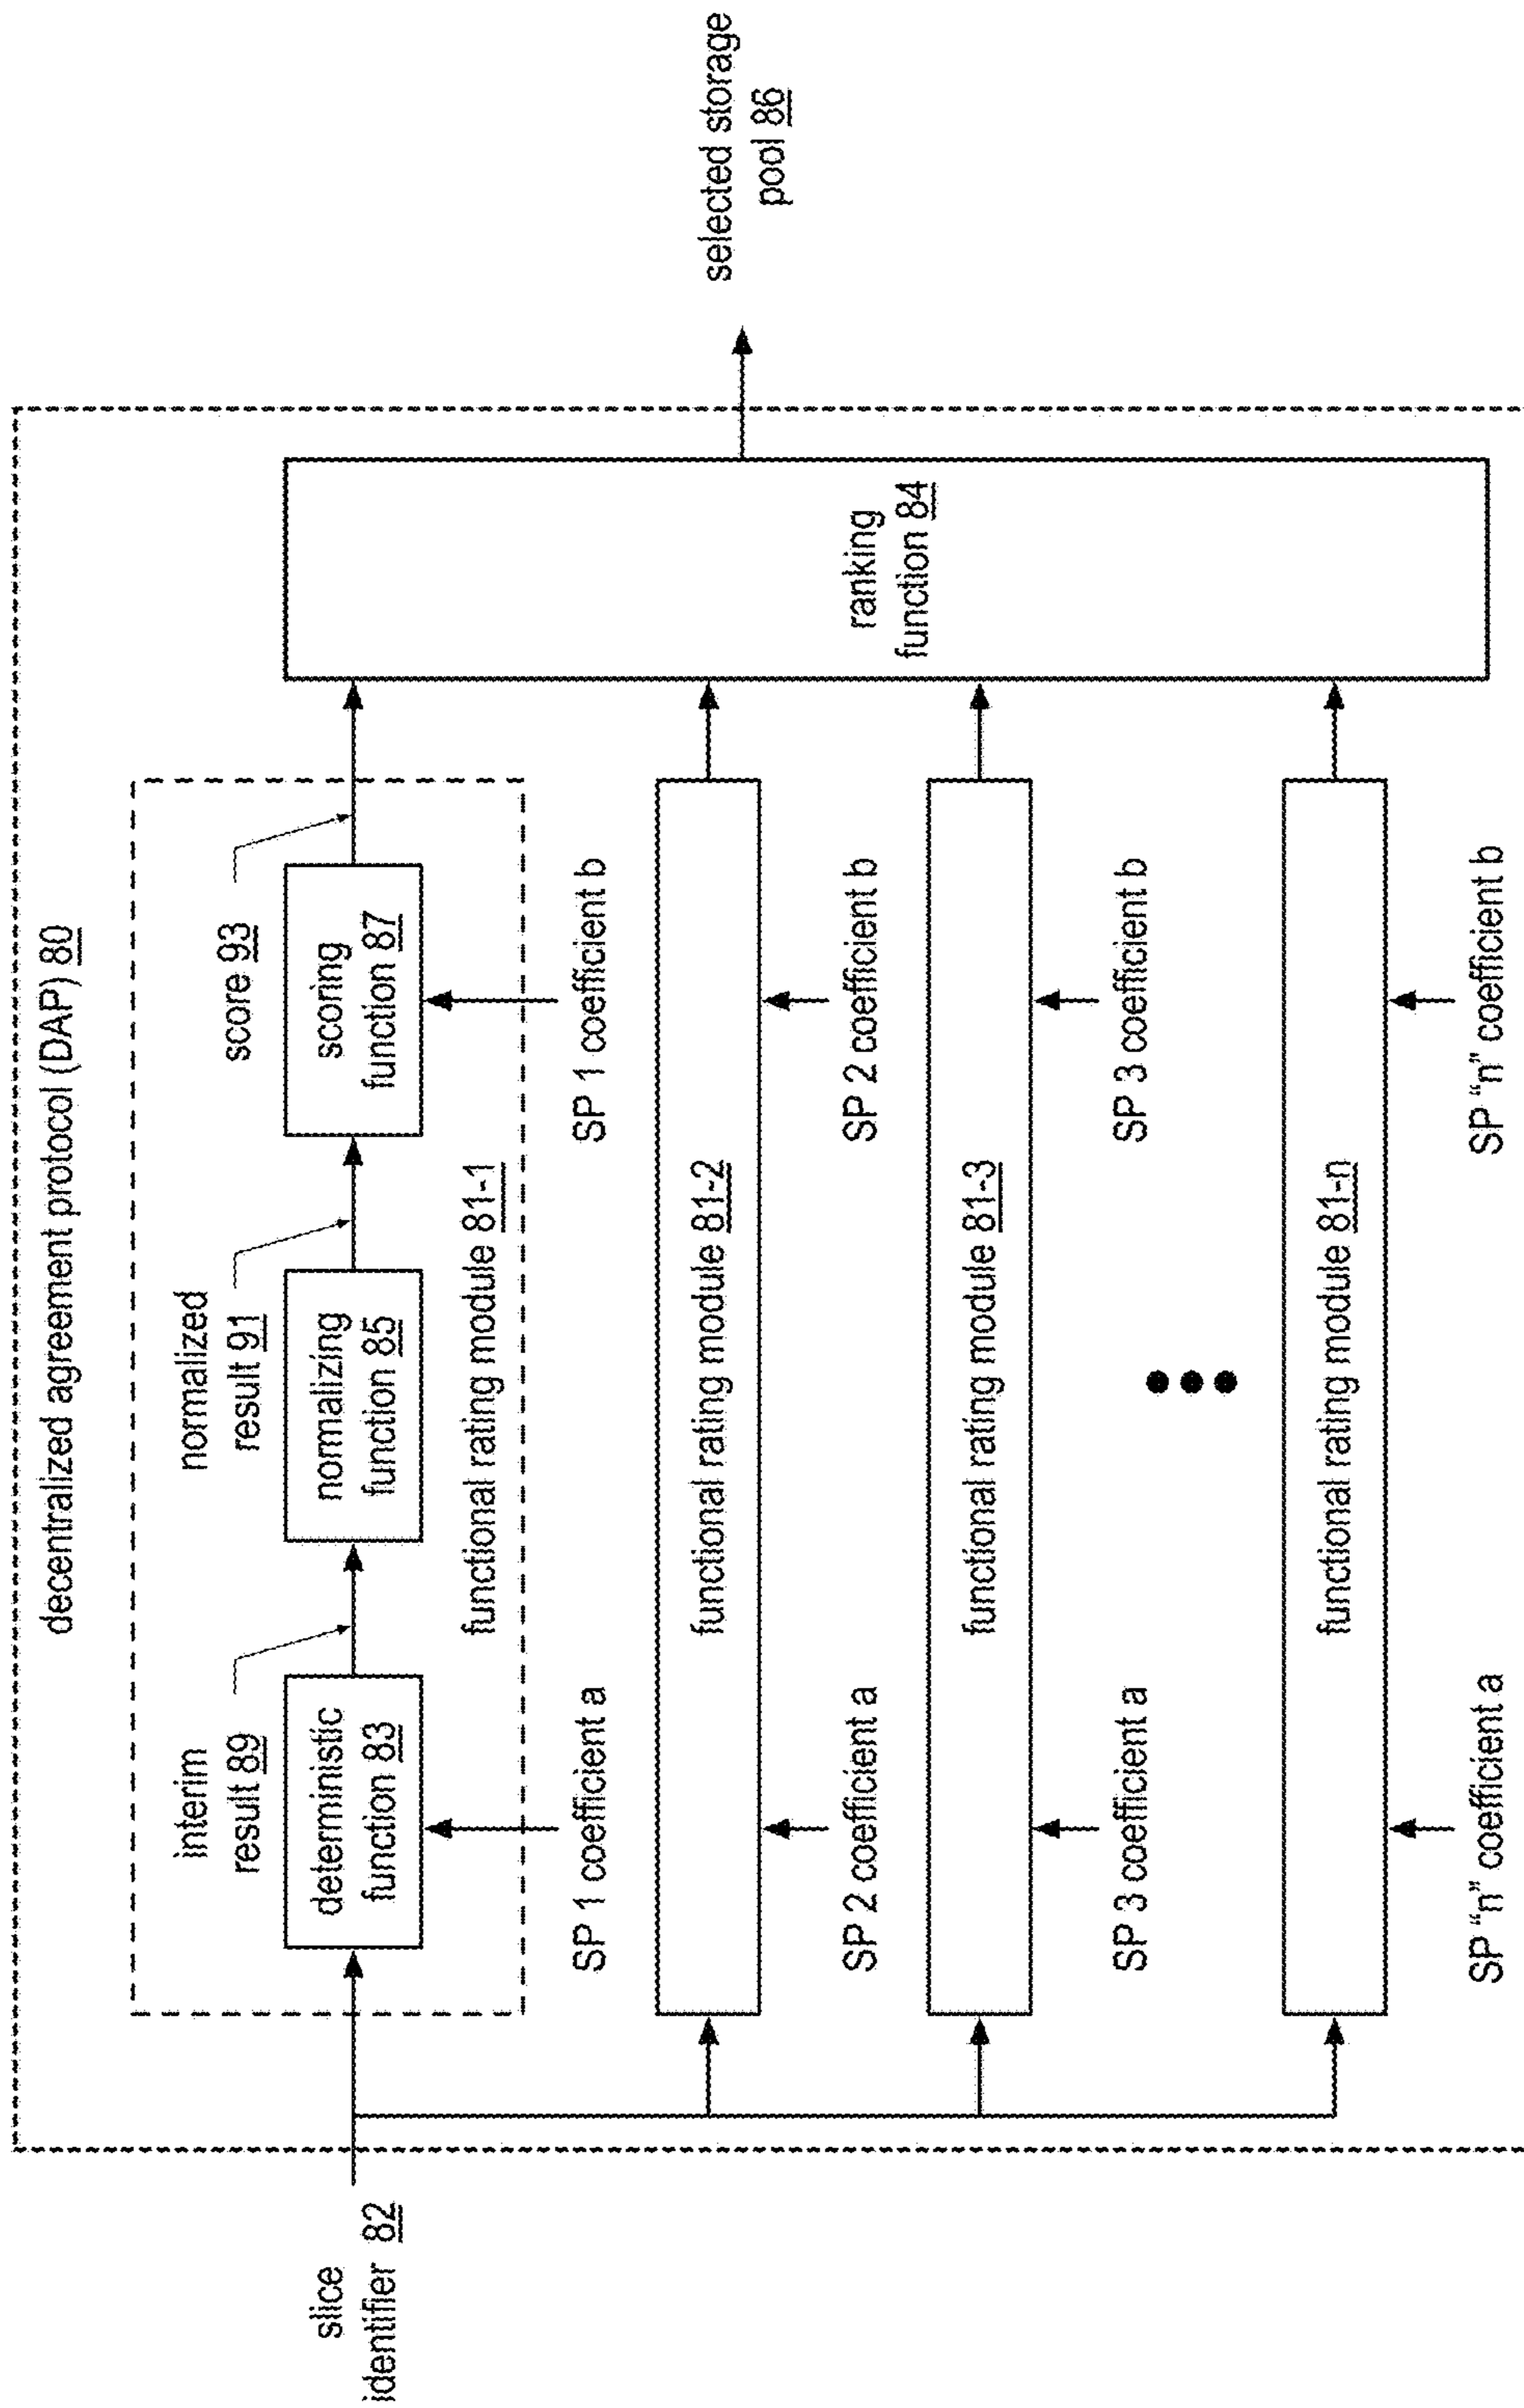 decentralized agreement protocol (DAP) 80
slice
identifier 82
interim
result 89
normalized
result 91
score 93
deterministic
function 83
normalizing
function 85
scoring
function 87
functional rating module 81-1
SP 1 coefficient a
SP 1 coefficient b
functional rating module 81-2
SP 2 coefficient a
SP 2 coefficient b
functional rating module 81-3
SP 3 coefficient a
SP 3 coefficient b
functional rating module 81-n
SP “n” coefficient a
SP “n” coefficient b
ranking
function 84
selected storage
pool 86